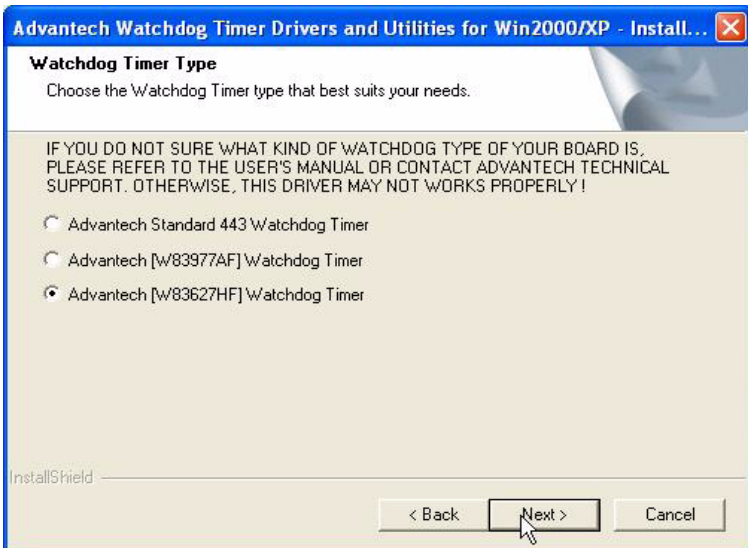 Advantech Watchdog Timer Drivers and Utilities for Win2000/XP - Install...
Watchdog Timer Type
Choose the Watchdog Timer type that best suits your needs.
IF YOU DO NOT SURE WHAT KIND OF WATCHDOG TYPE OF YOUR BOARD IS,
PLEASE REFER TO THE USER'S MANUAL OR CONTACT ADVANTECH TECHNICAL
SUPPORT. OTHERWISE, THIS DRIVER MAY NOT WORKS PROPERLY !
Advantech Standard 443 Watchdog Timer
Advantech [W83977AF] Watchdog Timer
Advantech [W83627HF] Watchdog Timer
InstallShield
< Back Next > Cancel